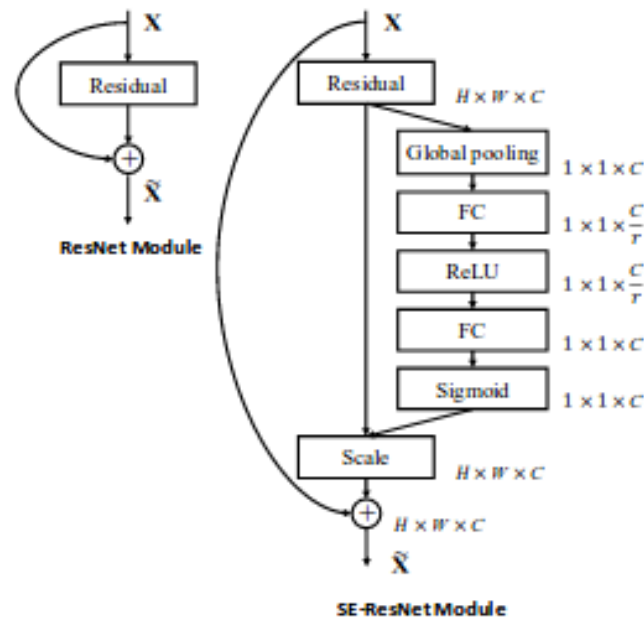 X
Residual
+
X̃
ResNet Module
X
Residual
H × W × C
Global pooling
1 × 1 × C
FC
1 × 1 × C/r
ReLU
1 × 1 × C/r
FC
1 × 1 × C
Sigmoid
1 × 1 × C
Scale
H × W × C
+
H × W × C
X̃
SE-ResNet Module